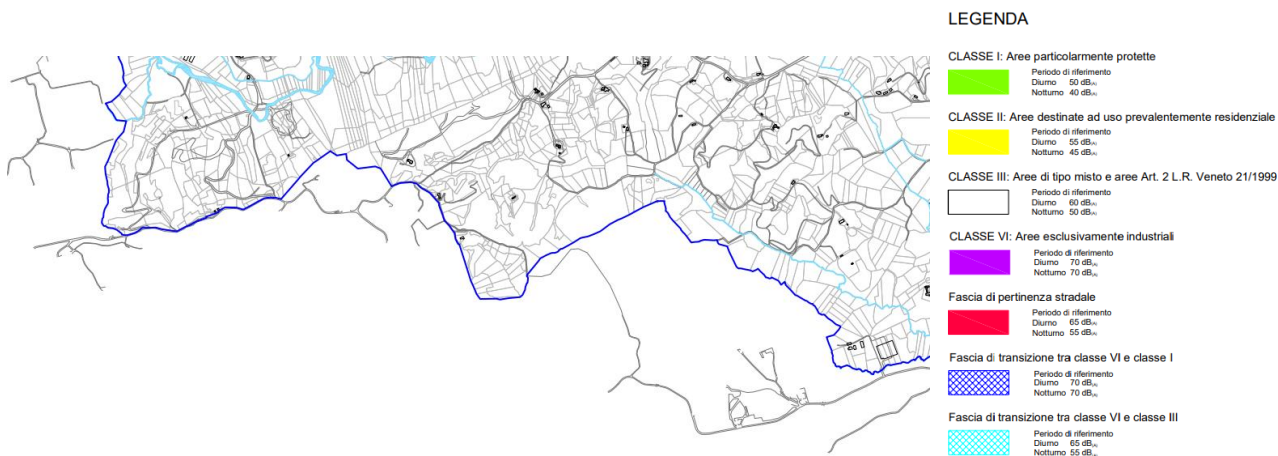 LEGENDA
CLASSE I: Aree particolarmente protette
Periodo di riferimento
Diurno 50 dB(A)
Notturno 40 dB(A)
CLASSE II: Aree destinate ad uso prevalentemente residenziale
Periodo di riferimento
Diurno 55 dB(A)
Notturno 45 dB(A)
CLASSE III: Aree di tipo misto e aree Art. 2 L.R. Veneto 21/1999
Periodo di riferimento
Diurno 60 dB(A)
Notturno 50 dB(A)
CLASSE VI: Aree esclusivamente industriali
Periodo di riferimento
Diurno 70 dB(A)
Notturno 70 dB(A)
Fascia di pertinenza stradale
Periodo di riferimento
Diurno 65 dB(A)
Notturno 55 dB(A)
Fascia di transizione tra classe VI e classe I
Periodo di riferimento
Diurno 70 dB(A)
Notturno 70 dB(A)
Fascia di transizione tra classe VI e classe III
Periodo di riferimento
Diurno 65 dB(A)
Notturno 55 dB(A)